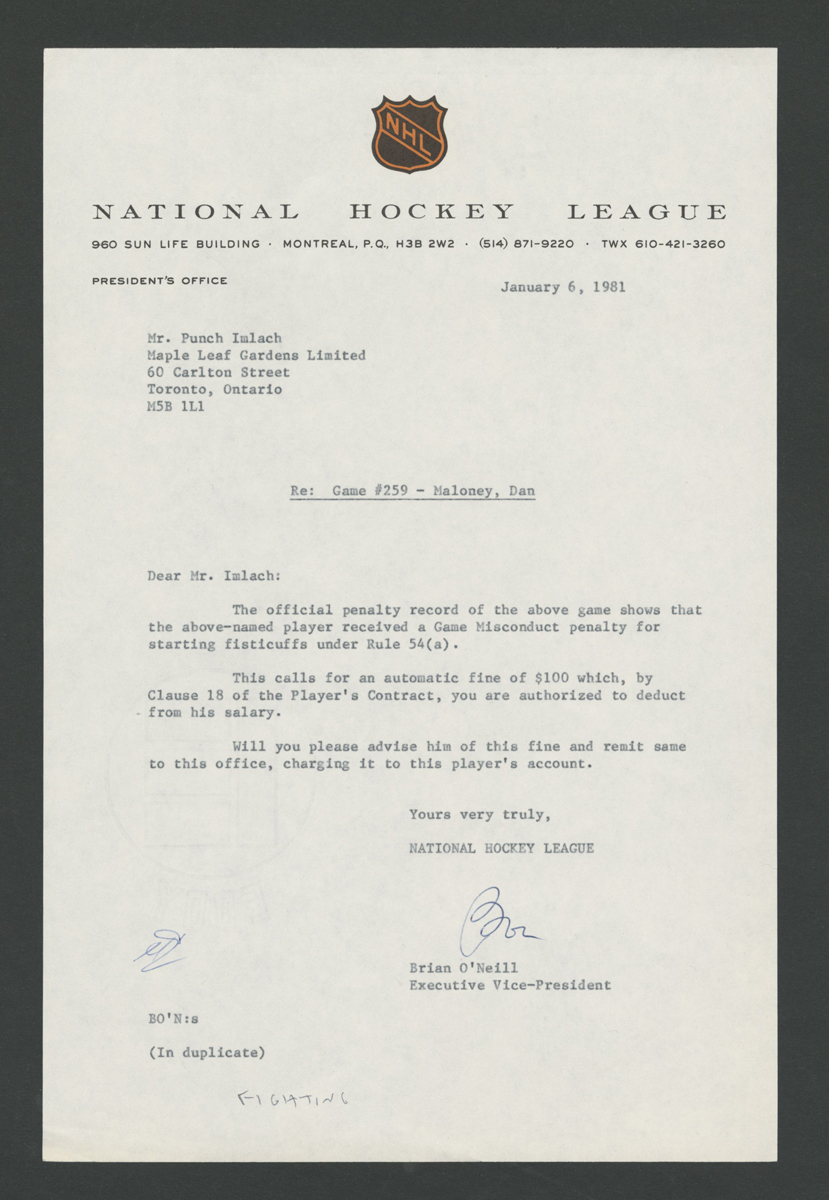 NHL
NATIONAL HOCKEY LEAGUE
960 SUN LIFE BUILDING · MONTREAL, P.Q., H3B 2W2 · (514) 871-9220 · TWX 610-421-3260
PRESIDENT'S OFFICE
January 6, 1981
Mr. Punch Imlach
Maple Leaf Gardens Limited
60 Carlton Street
Toronto, Ontario
M5B 1L1
Re: Game #259 - Maloney, Dan
Dear Mr. Imlach:
The official penalty record of the above game shows that
the above-named player received a Game Misconduct penalty for
starting fisticuffs under Rule 54(a).
This calls for an automatic fine of $100 which, by
Clause 18 of the Player's Contract, you are authorized to deduct
from his salary.
Will you please advise him of this fine and remit same
to this office, charging it to this player's account.
Yours very truly,
NATIONAL HOCKEY LEAGUE
Brian O'Neill
Executive Vice-President
BO'N:s
(In duplicate)
FIGHTING